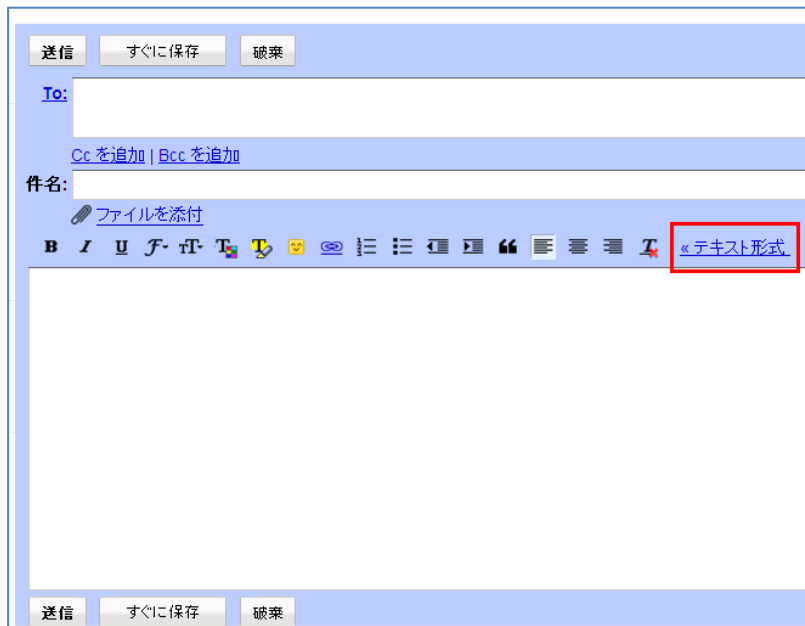 送信 すぐに保存 破棄
To:
Cc を追加 | Bcc を追加
件名:
ファイルを添付
B I U F T T T T « テキスト形式
送信 すぐに保存 破棄